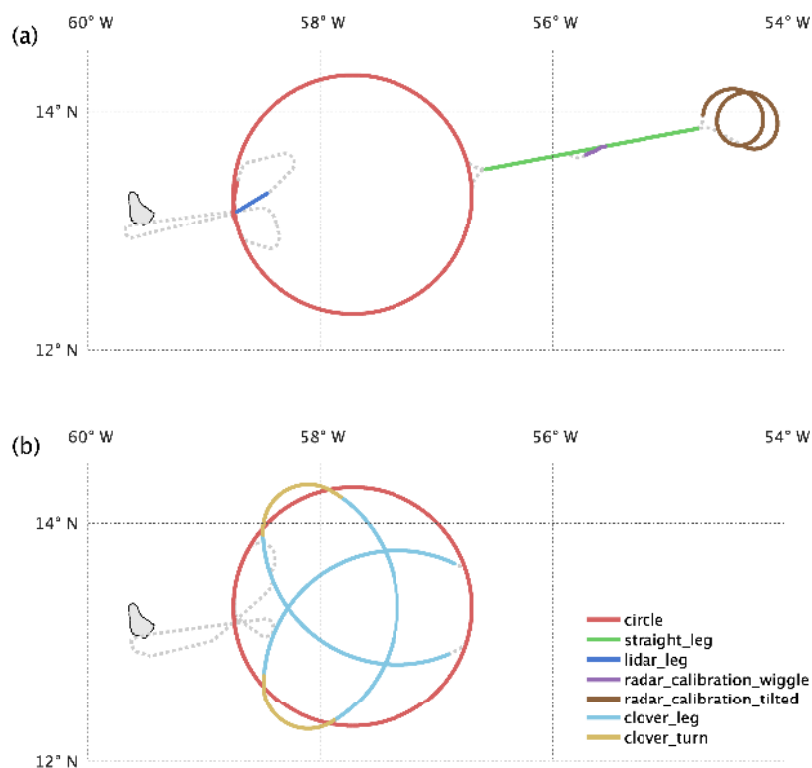 60° W 58° W 56° W 54° W
(a)
14° N
12° N
60° W 58° W 56° W 54° W
(b)
14° N
circle
straight_leg
lidar_leg
radar_calibration_wiggle
radar_calibration_tilted
clover_leg
clover_turn
12° N